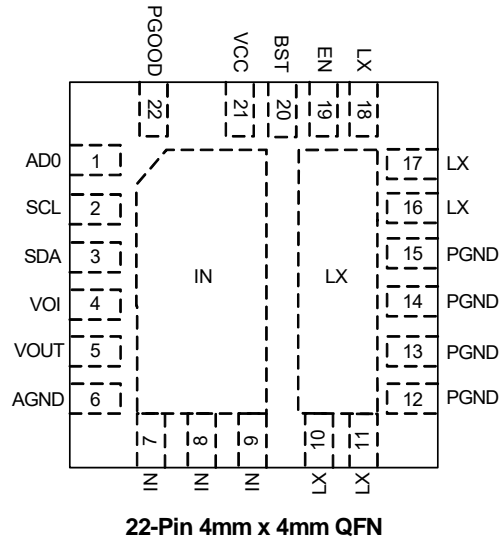 PGOOD VCC BST EN LX
22 21 20 19 18
AD0 1 17 LX
SCL 2 16 LX
SDA 3 15 PGND
IN LX
VOI 4 14 PGND
VOUT 5 13 PGND
AGND 6 12 PGND
7 8 9 10 11
IN IN IN LX LX
22-Pin 4mm x 4mm QFN